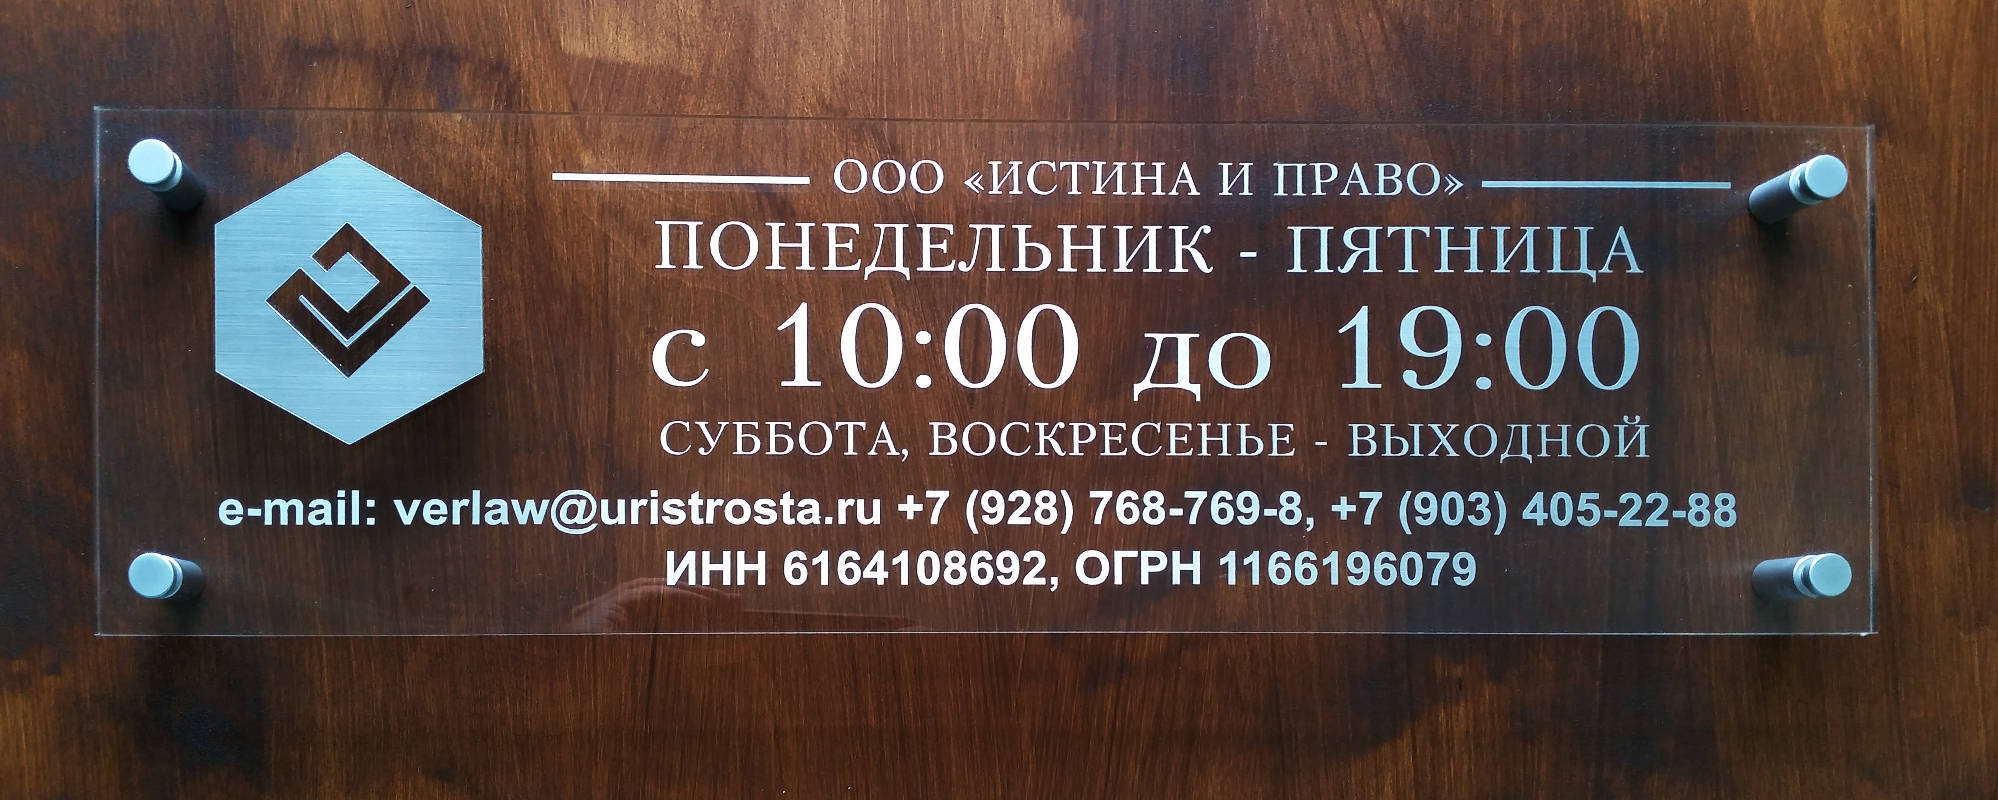 ООО «ИСТИНА И ПРАВО»
ПОНЕДЕЛЬНИК - ПЯТНИЦА
с 10:00 до 19:00
СУББОТА, ВОСКРЕСЕНЬЕ - ВЫХОДНОЙ
e-mail: verlaw@uristrosta.ru +7 (928) 768-769-8, +7 (903) 405-22-88
ИНН 6164108692, ОГРН 1166196079